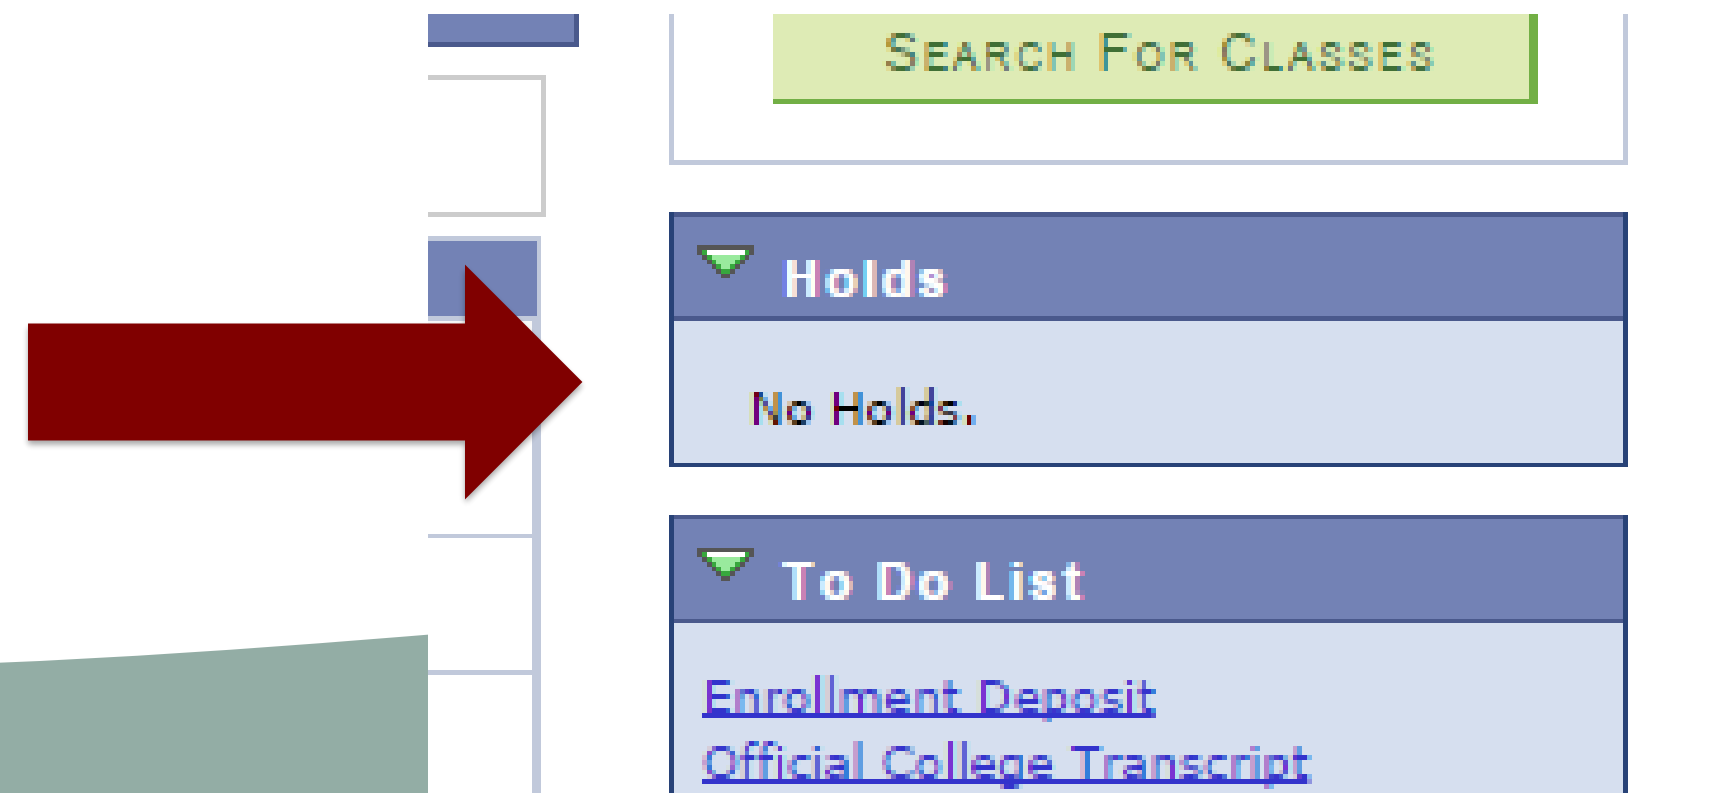 Search For Classes
Holds
No Holds.
To Do List
Enrollment Deposit
Official College Transcript